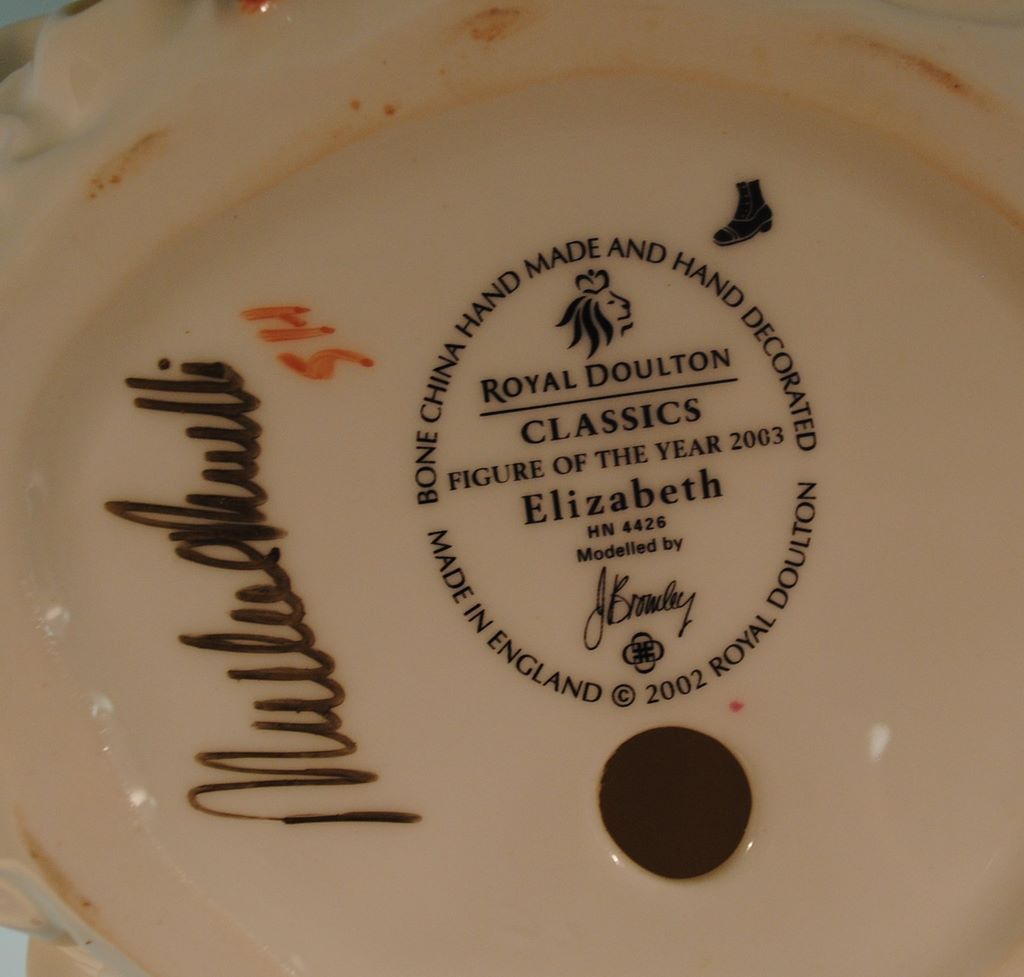 BONE CHINA HAND MADE AND HAND DECORATED
ROYAL DOULTON
CLASSICS
FIGURE OF THE YEAR 2003
Elizabeth
HN 4426
Modelled by
J Bromley
MADE IN ENGLAND © 2002 ROYAL DOULTON